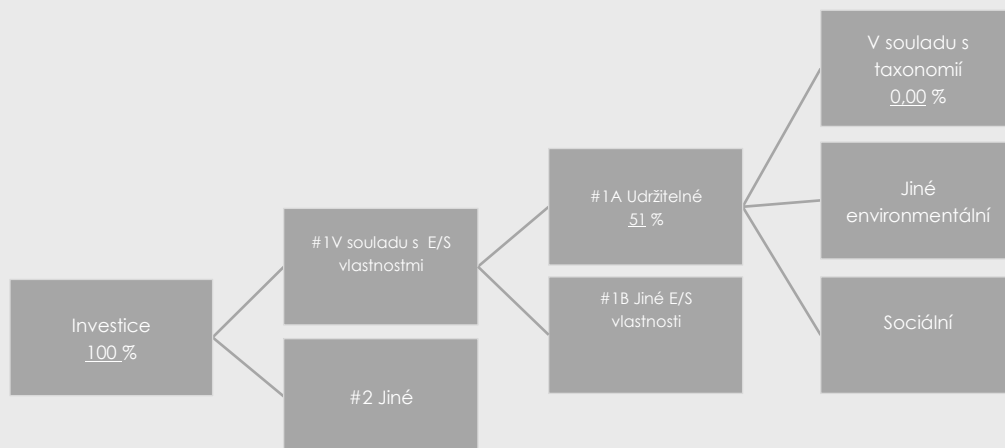 Investice
100 %
#1V souladu s E/S
vlastnostmi
#2 Jiné
#1A Udržitelné
51 %
#1B Jiné E/S
vlastnosti
V souladu s
taxonomií
0,00 %
Jiné
environmentální
Sociální